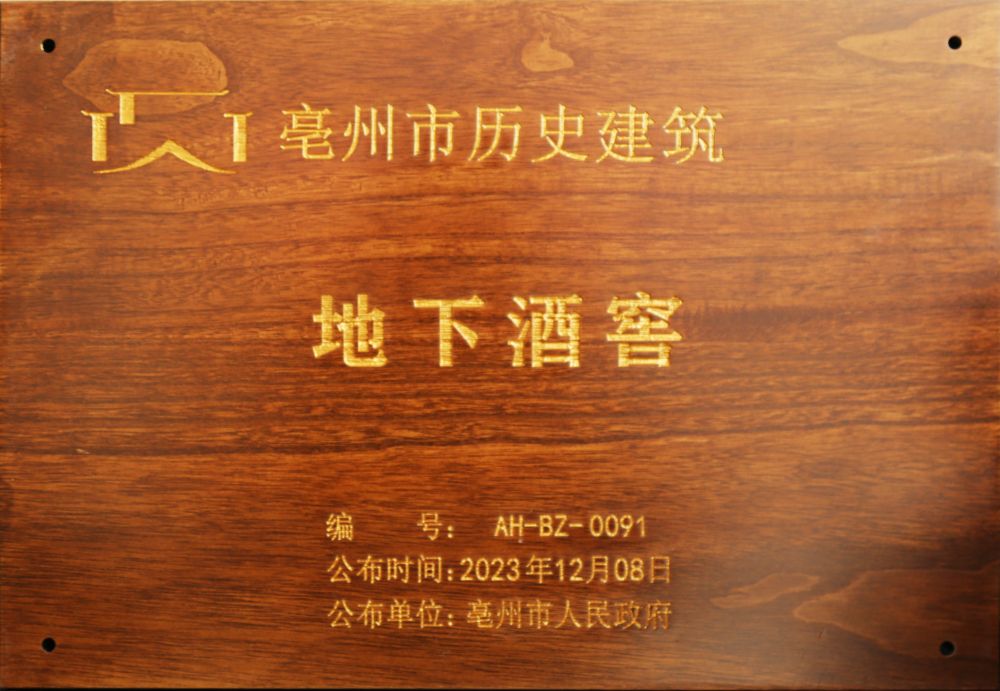 亳州市历史建筑
地下酒窖
编 号: AH-BZ-0091
公布时间:2023年12月08日
公布单位:亳州市人民政府